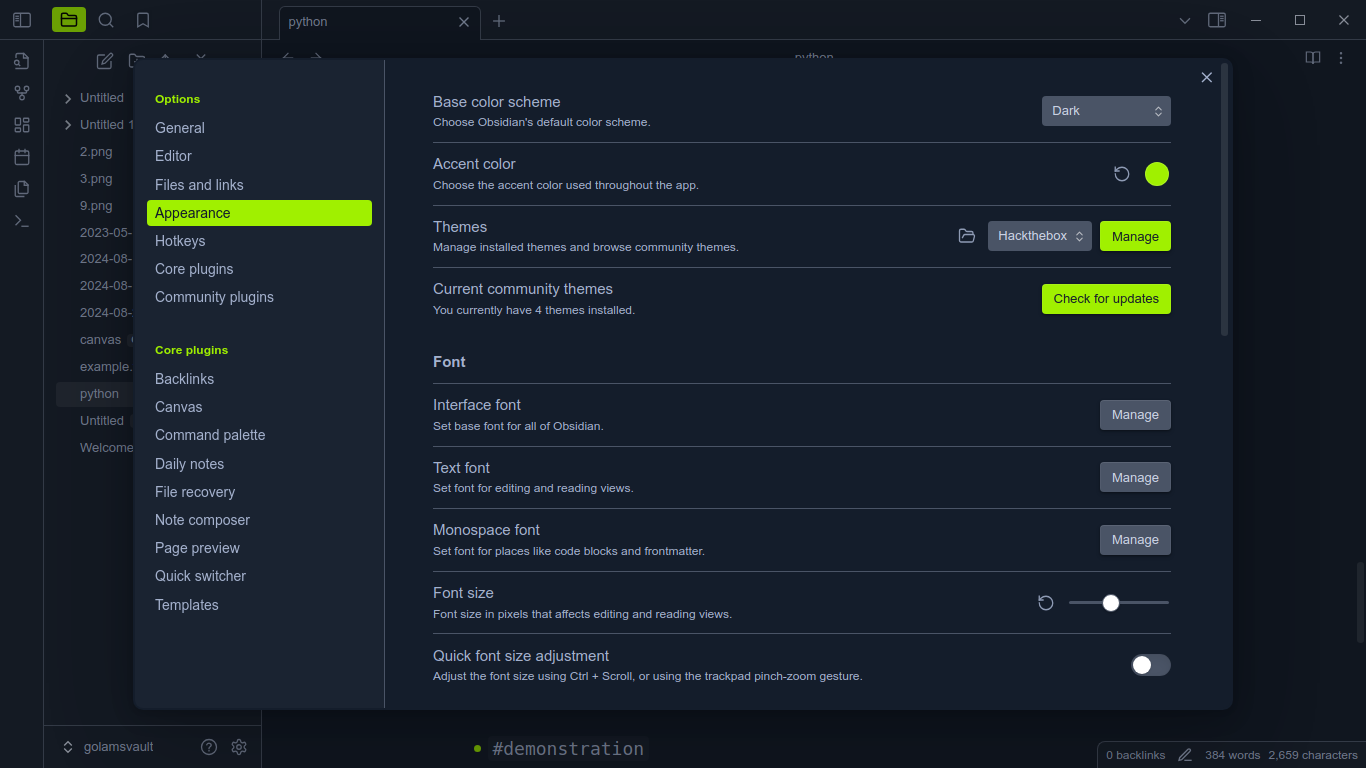 python
python
Untitled
Untitled 1
2.png
3.png
9.png
2023-05-
2024-08-
2024-08-
2024-08-
canvas
example.
python
Untitled
Welcome
golamsvault
Options
General
Editor
Files and links
Appearance
Hotkeys
Core plugins
Community plugins
Core plugins
Backlinks
Canvas
Command palette
Daily notes
File recovery
Note composer
Page preview
Quick switcher
Templates
Base color scheme
Choose Obsidian's default color scheme.
Dark
Accent color
Choose the accent color used throughout the app.
Themes
Manage installed themes and browse community themes.
Hackthebox
Manage
Current community themes
You currently have 4 themes installed.
Check for updates
Font
Interface font
Set base font for all of Obsidian.
Manage
Text font
Set font for editing and reading views.
Manage
Monospace font
Set font for places like code blocks and frontmatter.
Manage
Font size
Font size in pixels that affects editing and reading views.
Quick font size adjustment
Adjust the font size using Ctrl + Scroll, or using the trackpad pinch-zoom gesture.
#demonstration
0 backlinks
384 words
2,659 characters